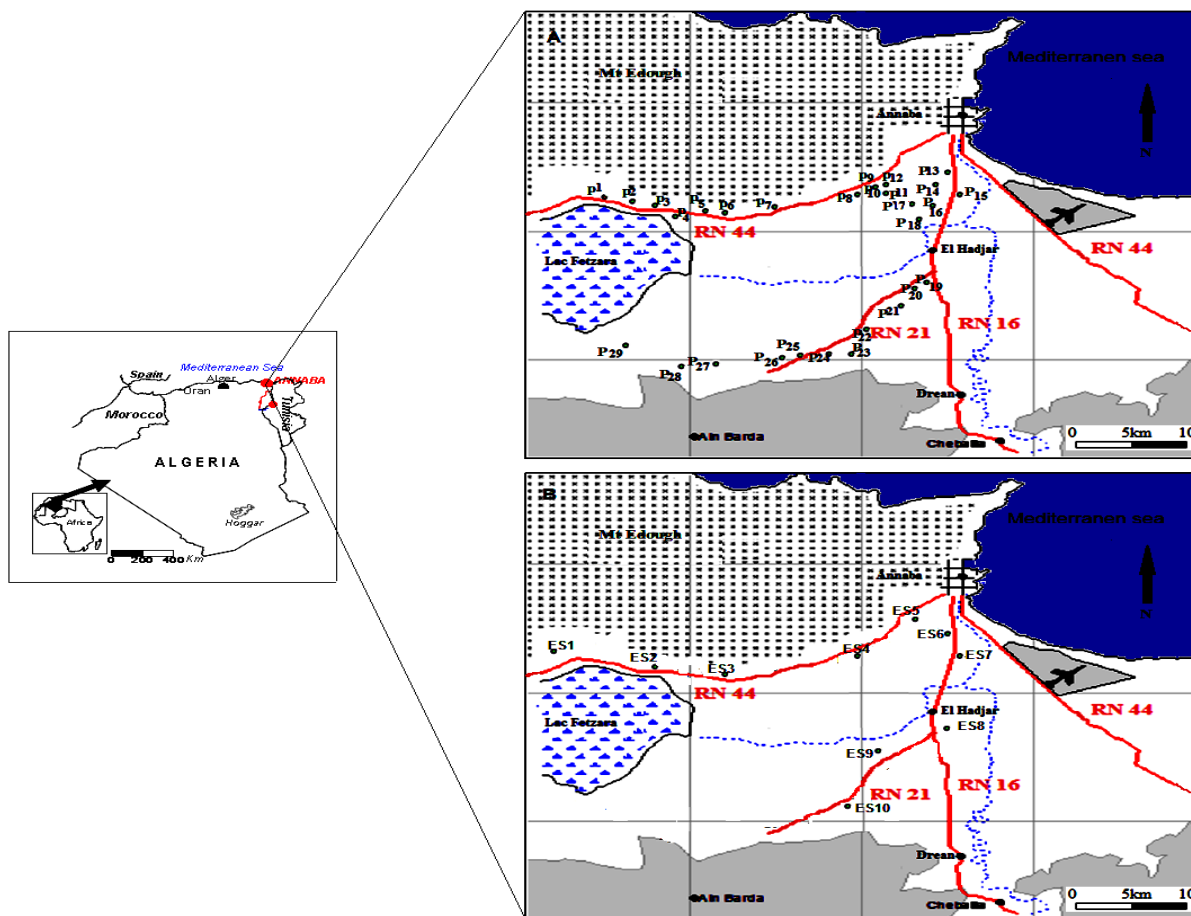 A
Mt Edough
Mediterranen sea
Annaba
N
P13
P9
P12
p1
P2
P3
P4
P5
P6
P7
P8
10
P11
P14
P15
P17
P16
P18
RN 44
RN 44
Lac Fetzara
El Hadjar
P19
P20
P21
RN 21
RN 16
P22
P23
P24
P25
P26
P27
P28
P29
Drean
Ain Barda
Chebaita
0 5km 10
B
Mt Edough
Mediterranen sea
Annaba
N
ES1
ES2
ES3
ES4
ES5
ES6
ES7
RN 44
RN 44
Lac Fetzara
El Hadjar
ES8
ES9
RN 21
RN 16
ES10
Drean
Ain Barda
0 5km 10
Mediterranean Sea
Spain
Alger
ANNABA
Oran
Morocco
Tunisia
ALGERIA
Hoggar
Africa
0 200 400 Km